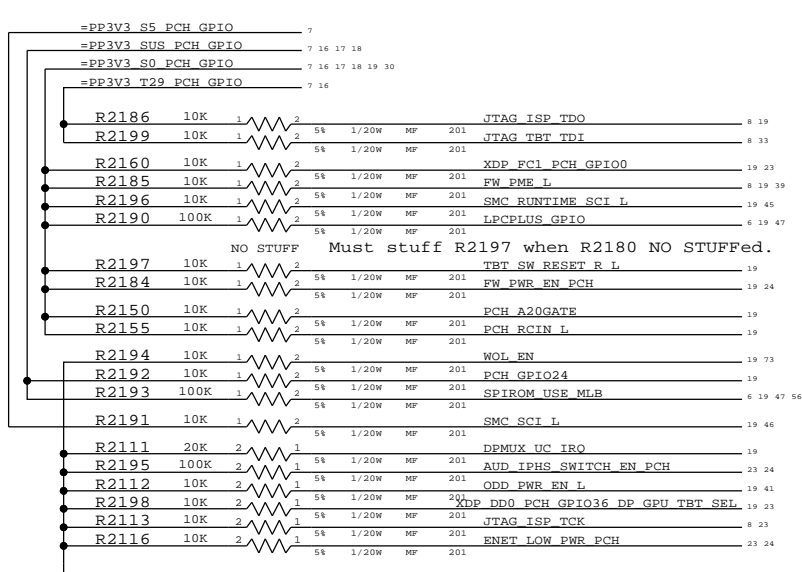 =PP3V3_S5_PCH_GPIO 7
=PP3V3_SUS_PCH_GPIO 7 16 17 18
=PP3V3_S0_PCH_GPIO 7 16 17 18 19 30
=PP3V3_T29_PCH_GPIO 7 16
R2186 10K 1 2 JTAG_ISP_TDO 8 19
5% 1/20W MF 201
R2199 10K 1 2 JTAG_TBT_TDI 8 33
5% 1/20W MF 201
R2160 10K 1 2 XDP_FC1_PCH_GPIO0 19 23
5% 1/20W MF 201
R2185 10K 1 2 FW_PME_L 8 19 39
5% 1/20W MF 201
R2196 10K 1 2 SMC_RUNTIME_SCI_L 19 45
5% 1/20W MF 201
R2190 100K 1 2 LPCPLUS_GPIO 6 19 47
5% 1/20W MF 201
NO STUFF Must stuff R2197 when R2180 NO STUFFed.
R2197 10K 1 2 TBT_SW_RESET_R_L 19
5% 1/20W MF 201
R2184 10K 1 2 FW_PWR_EN_PCH 19 24
5% 1/20W MF 201
R2150 10K 1 2 PCH_A20GATE 19
5% 1/20W MF 201
R2155 10K 1 2 PCH_RCIN_L 19
5% 1/20W MF 201
R2194 10K 1 2 WOL_EN 19 73
5% 1/20W MF 201
R2192 10K 1 2 PCH_GPIO24 19
5% 1/20W MF 201
R2193 100K 1 2 SPIROM_USE_MLB 6 19 47 56
5% 1/20W MF 201
R2191 10K 1 2 SMC_SCI_L 19 46
5% 1/20W MF 201
R2111 20K 2 1 DPMUX_UC_IRQ 19
5% 1/20W MF 201
R2195 100K 2 1 AUD_IPHS_SWITCH_EN_PCH 23 24
5% 1/20W MF 201
R2112 10K 2 1 ODD_PWR_EN_L 19 41
5% 1/20W MF 201
R2198 10K 2 1 XDP_DD0_PCH_GPIO36_DP_GPU_TBT_SEL 19 23
5% 1/20W MF 201
R2113 10K 2 1 JTAG_ISP_TCK 8 23
5% 1/20W MF 201
R2116 10K 2 1 ENET_LOW_PWR_PCH 23 24
5% 1/20W MF 201